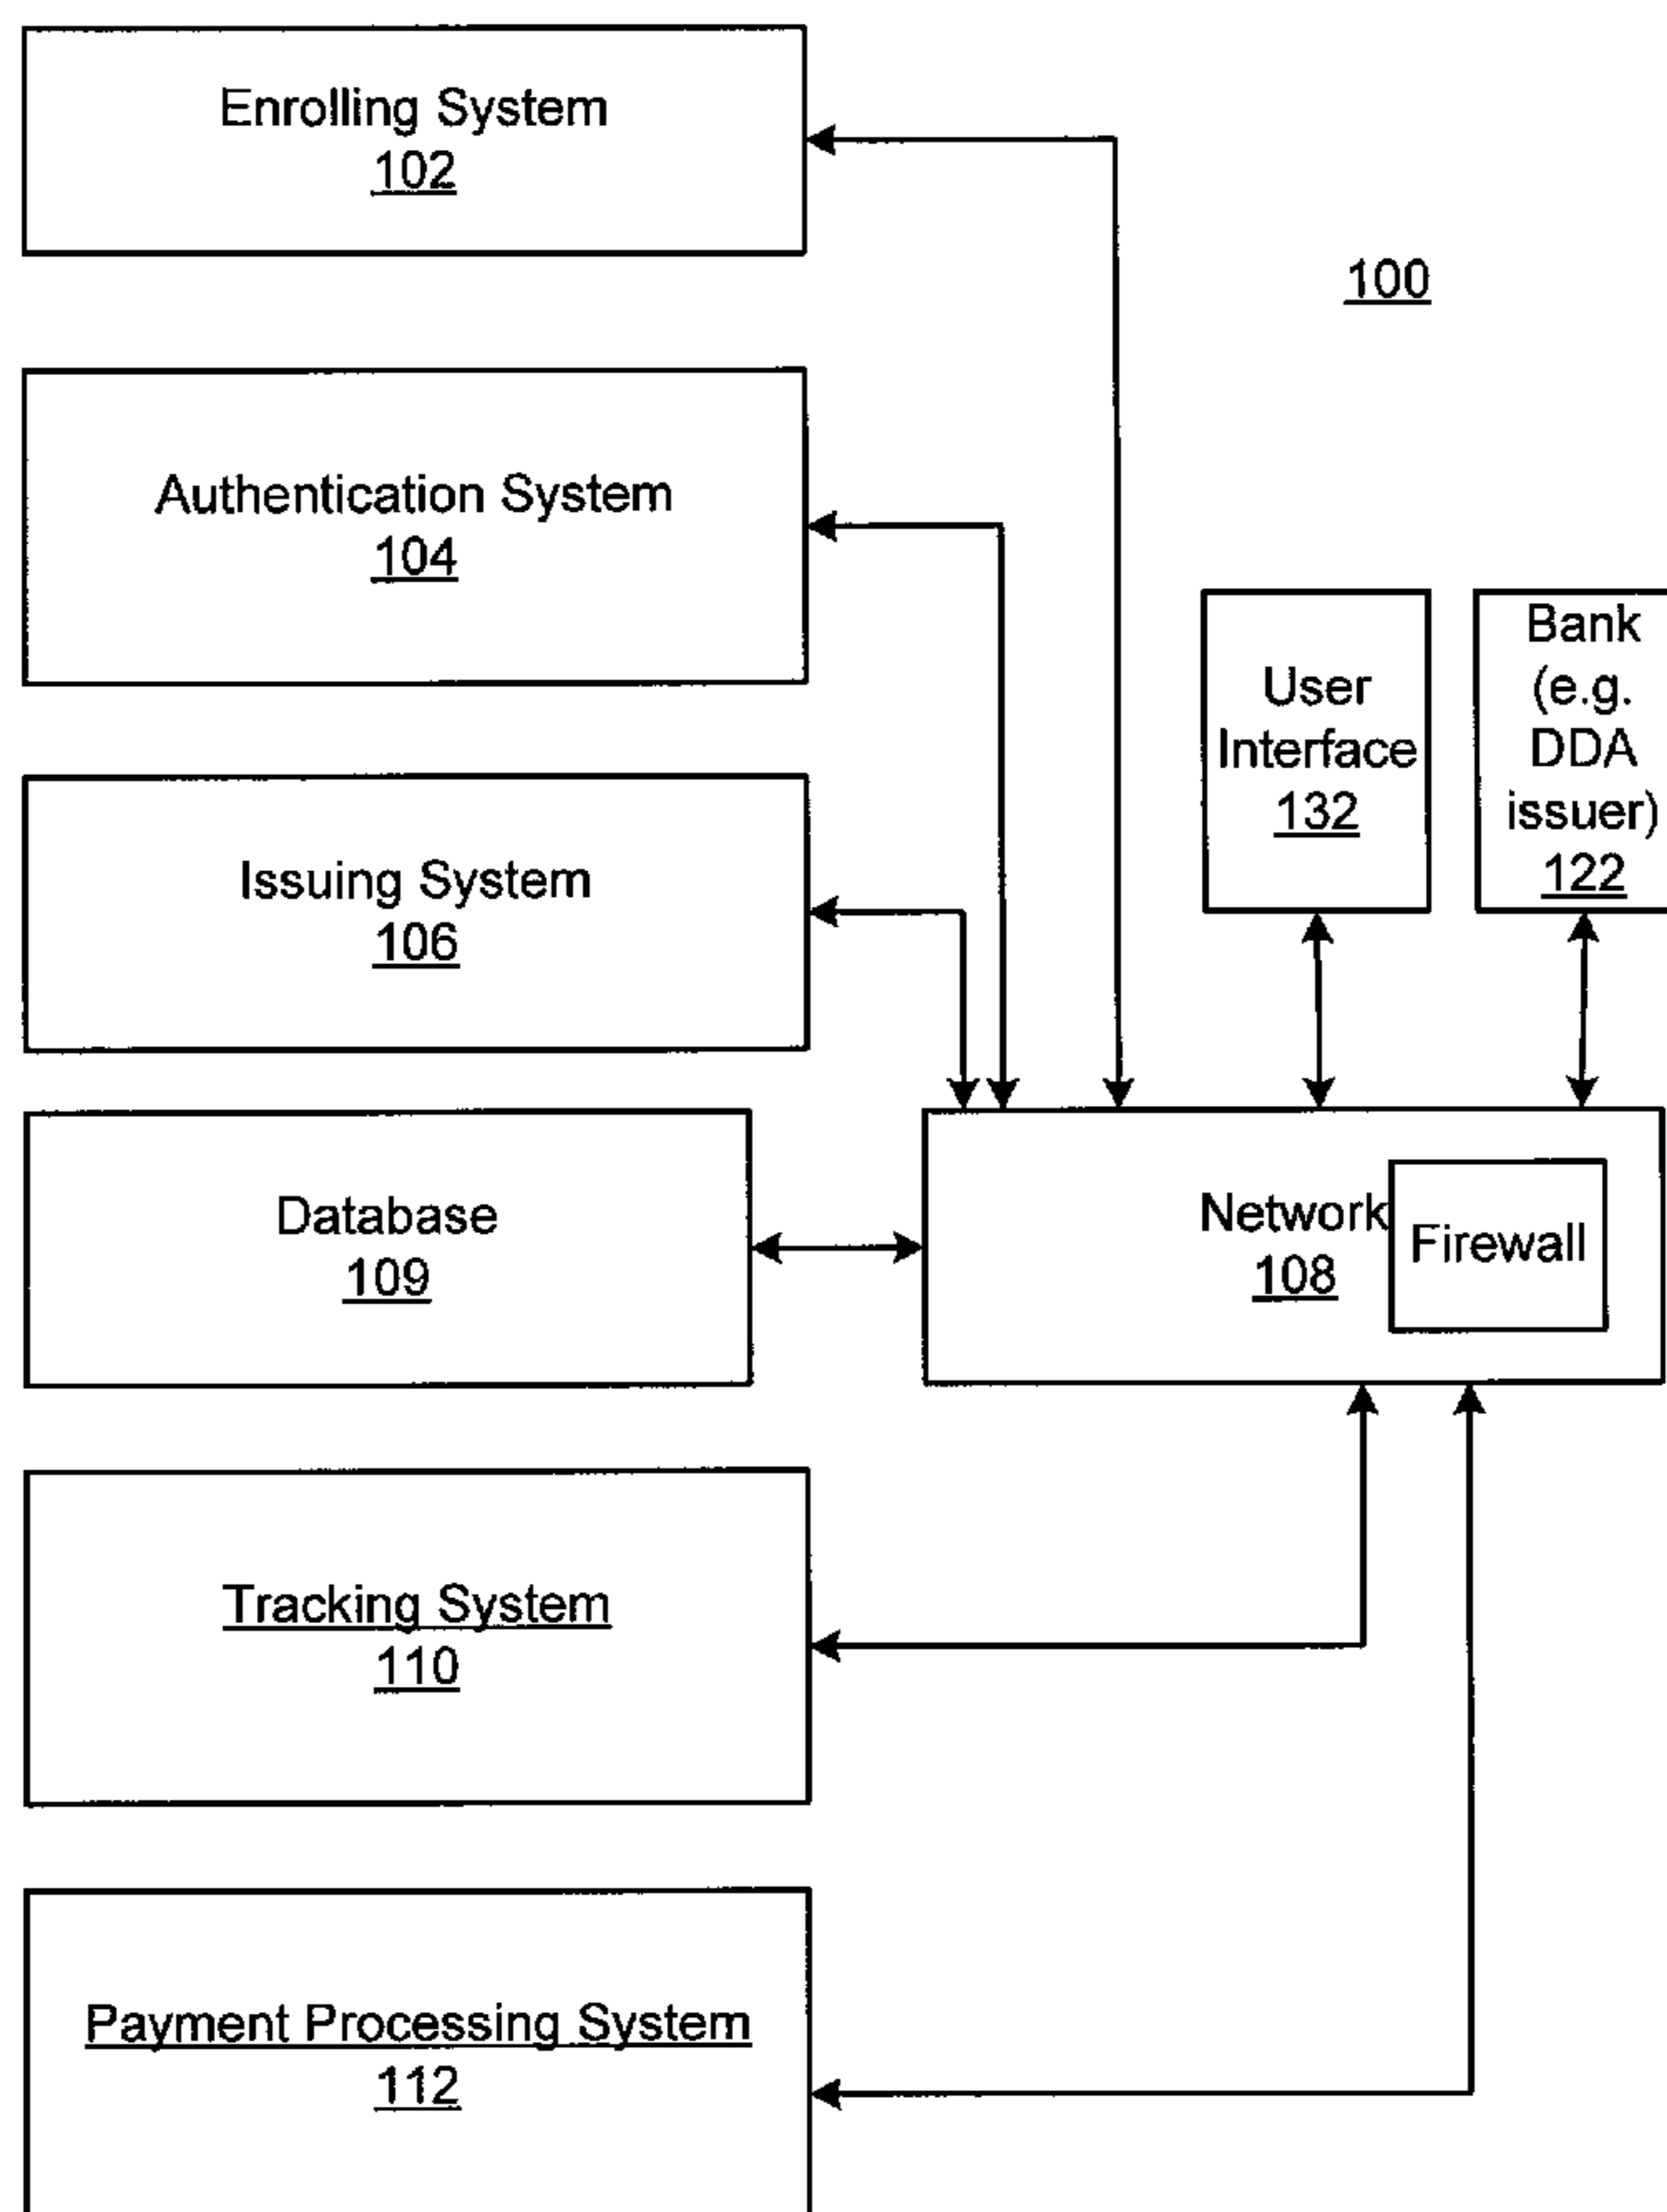 Enrolling System
102
100
Authentication System
104
User
Interface
132
Bank
(e.g.
DDA
issuer)
122
Issuing System
106
Database
109
Network
108
Firewall
Tracking System
110
Payment Processing System
112